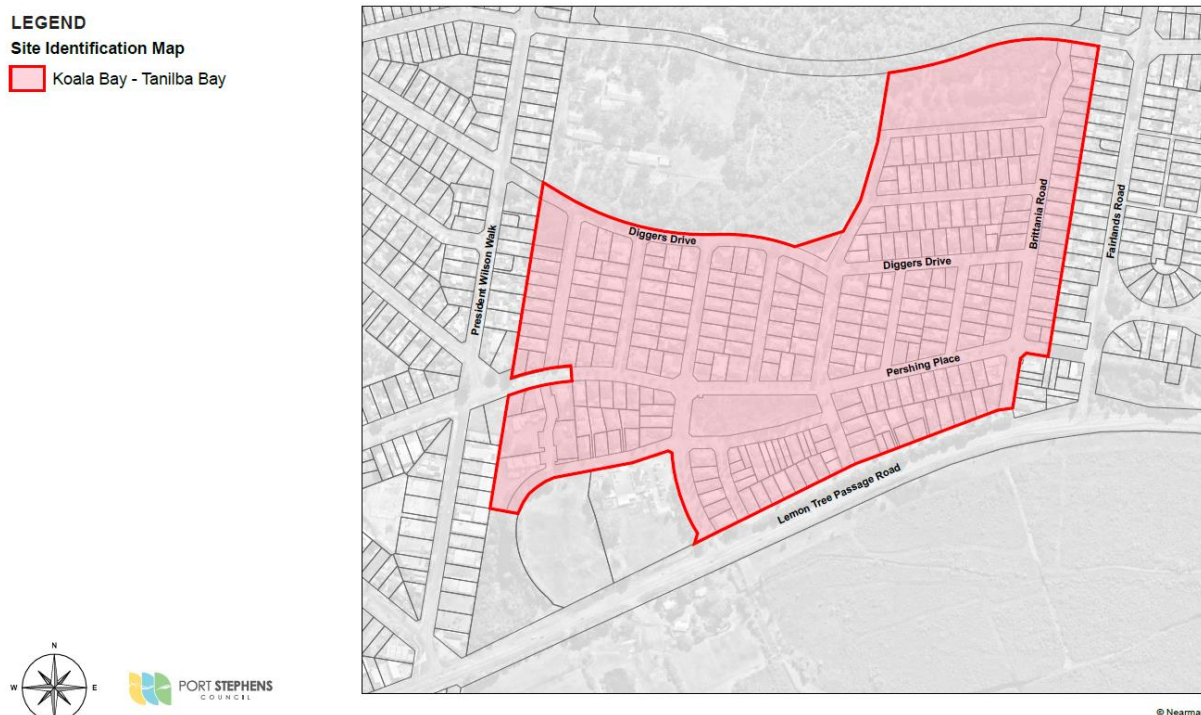 LEGEND
Site Identification Map
Koala Bay - Tanilba Bay
President Wilson Walk
Diggers Drive
Diggers Drive
Brittania Road
Fairlands Road
Pershing Place
Lemon Tree Passage Road
N
W
E
PORT STEPHENS
COUNCIL
© Nearma